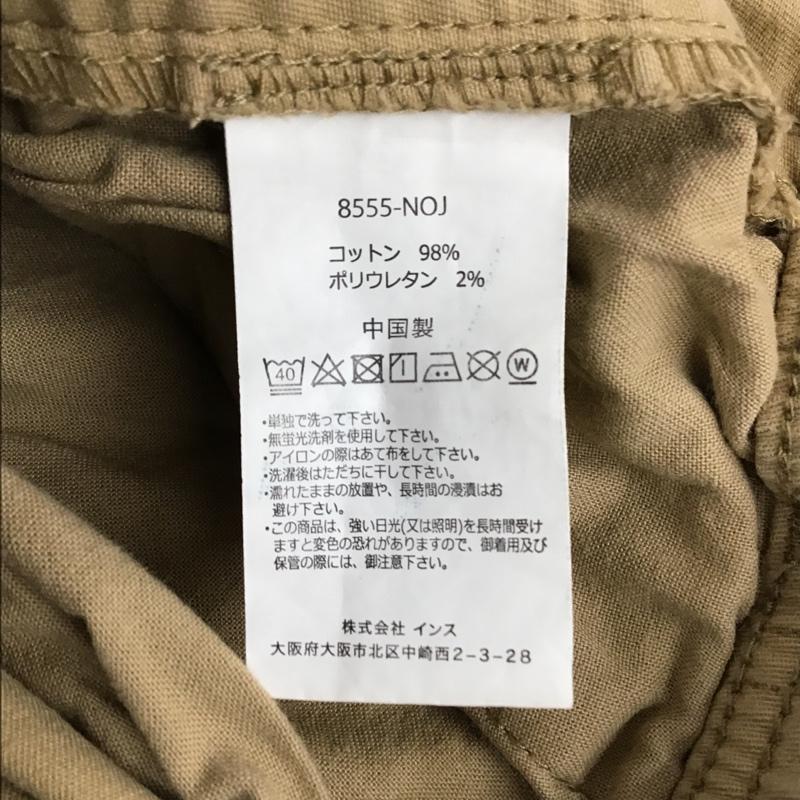 8555-NOJ
コットン 98%
ポリウレタン 2%
中国製
40 W
・単独で洗って下さい。
・無蛍光洗剤を使用して下さい。
・アイロンの際はあて布をして下さい。
・洗濯後はただちに干して下さい。
・濡れたままの放置や、長時間の浸漬はお
避け下さい。
・この商品は、強い日光(又は照明)を長時間受け
ますと変色の恐れがありますので、御着用及び
保管の際には、御注意下さい。
株式会社 インス
大阪府大阪市北区中崎西2-3-28